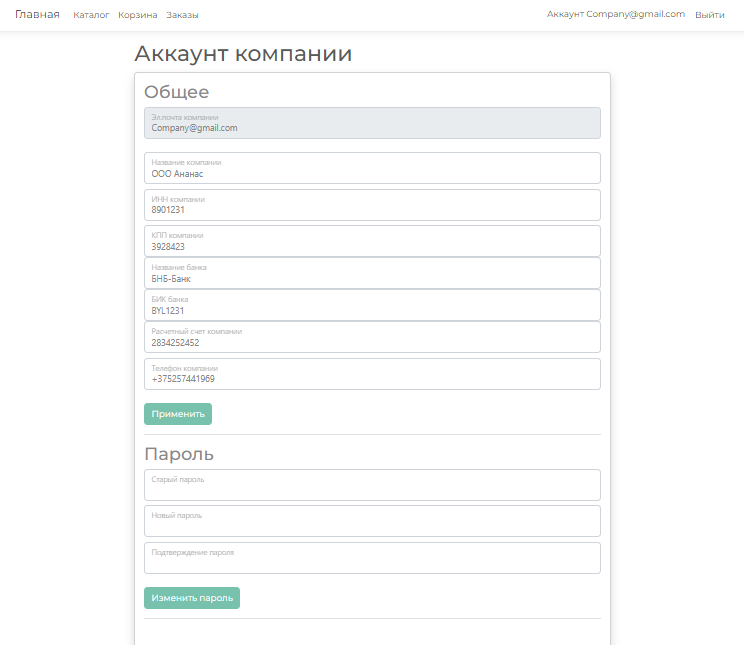 Главная Каталог Корзина Заказы Аккаунт Company@gmail.com Выйти
Аккаунт компании
Общее
Эл.почта компании
Company@gmail.com
Название компании
ООО Ананас
ИНН компании
8901231
КПП компании
3928423
Название банка
БНБ-Банк
БИК банка
BYL1231
Расчетный счет компании
2834252452
Телефон компании
+375257441969
Применить
Пароль
Старый пароль
Новый пароль
Подтверждение пароля
Изменить пароль